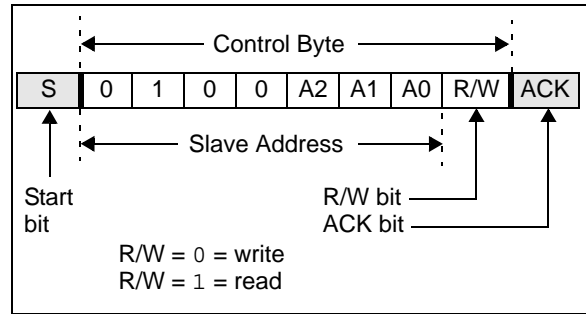 Control Byte
S 0 1 0 0 A2 A1 A0 R/W ACK
Slave Address
Start
bit
R/W bit
ACK bit
R/W = 0 = write
R/W = 1 = read